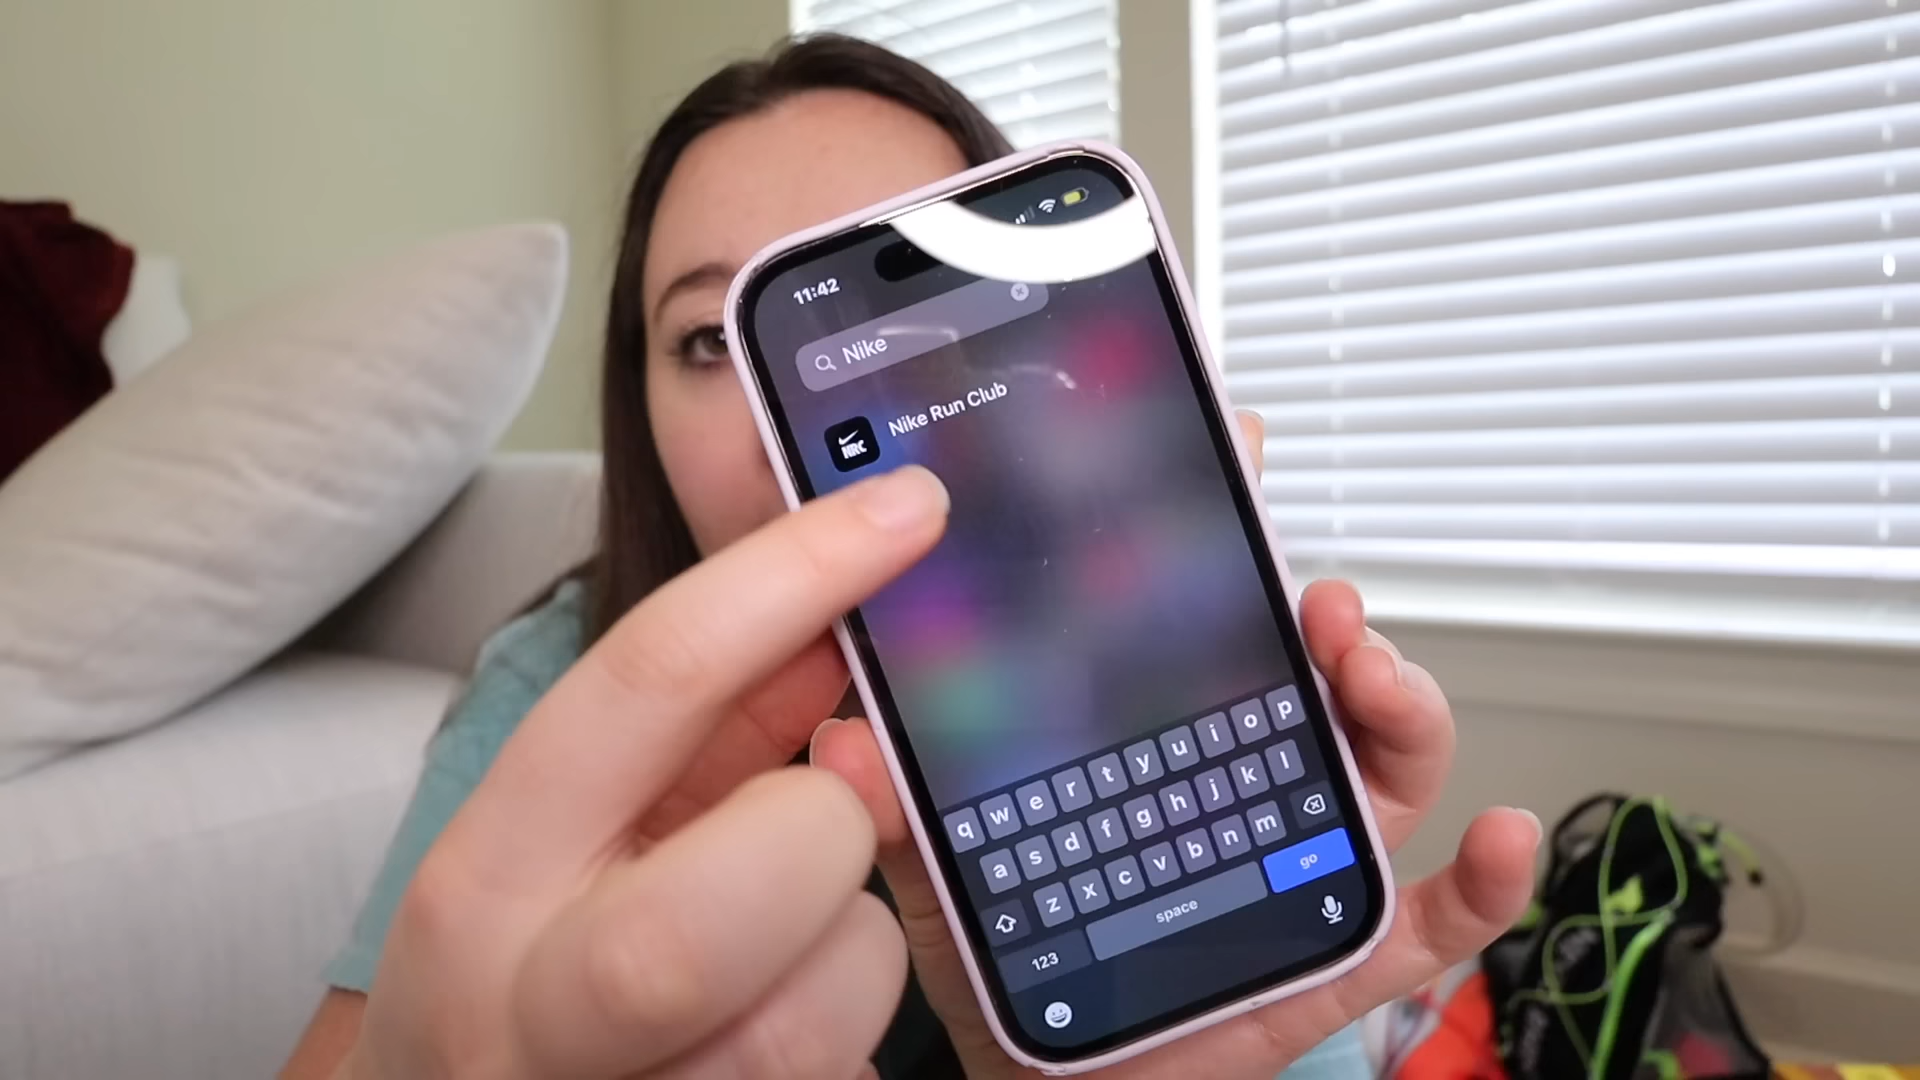 11:42
Nike
NRC
Nike Run Club
q w e r t y u i o p
a s d f g h j k l
z x c v b n m
123 space go